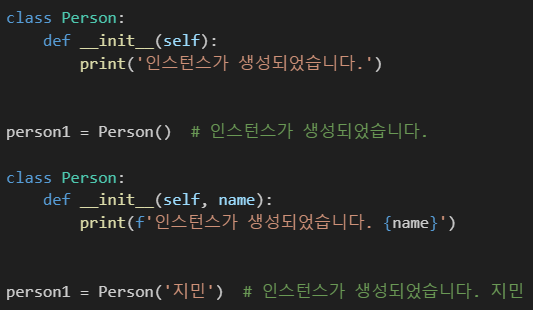 class Person:
    def __init__(self):
        print('인스턴스가 생성되었습니다.')
person1 = Person()  # 인스턴스가 생성되었습니다.
class Person:
    def __init__(self, name):
        print(f'인스턴스가 생성되었습니다. {name}')
person1 = Person('지민')  # 인스턴스가 생성되었습니다. 지민